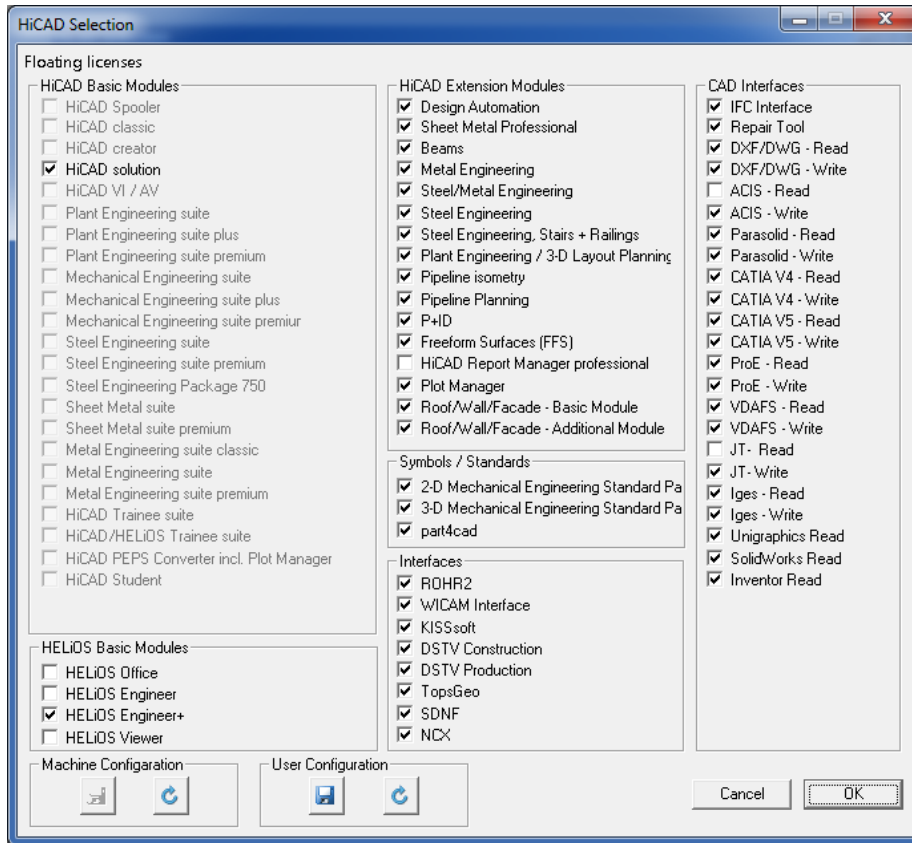 HiCAD Selection
Floating licenses
HiCAD Basic Modules
HiCAD Spooler
HiCAD classic
HiCAD creator
HiCAD solution
HiCAD VI / AV
Plant Engineering suite
Plant Engineering suite plus
Plant Engineering suite premium
Mechanical Engineering suite
Mechanical Engineering suite plus
Mechanical Engineering suite premiur
Steel Engineering suite
Steel Engineering suite premium
Steel Engineering Package 750
Sheet Metal suite
Sheet Metal suite premium
Metal Engineering suite classic
Metal Engineering suite
Metal Engineering suite premium
HiCAD Trainee suite
HiCAD/HELiOS Trainee suite
HiCAD PEPS Converter incl. Plot Manager
HiCAD Student
HELiOS Basic Modules
HELiOS Office
HELiOS Engineer
HELiOS Engineer+
HELiOS Viewer
HiCAD Extension Modules
Design Automation
Sheet Metal Professional
Beams
Metal Engineering
Steel/Metal Engineering
Steel Engineering
Steel Engineering, Stairs + Railings
Plant Engineering / 3-D Layout Planning
Pipeline isometry
Pipeline Planning
P+ID
Freeform Surfaces (FFS)
HiCAD Report Manager professional
Plot Manager
Roof/Wall/Facade - Basic Module
Roof/Wall/Facade - Additional Module
Symbols / Standards
2-D Mechanical Engineering Standard Pa
3-D Mechanical Engineering Standard Pa
part4cad
Interfaces
ROHR2
WICAM Interface
KISSsoft
DSTV Construction
DSTV Production
TopsGeo
SDNF
NCX
CAD Interfaces
IFC Interface
Repair Tool
DXF/DWG - Read
DXF/DWG - Write
ACIS - Read
ACIS - Write
Parasolid - Read
Parasolid - Write
CATIA V4 - Read
CATIA V4 - Write
CATIA V5 - Read
CATIA V5 - Write
ProE - Read
ProE - Write
VDAFS - Read
VDAFS - Write
JT- Read
JT- Write
Iges - Read
Iges - Write
Unigraphics Read
SolidWorks Read
Inventor Read
Machine Configaration
User Configuration
Cancel
OK